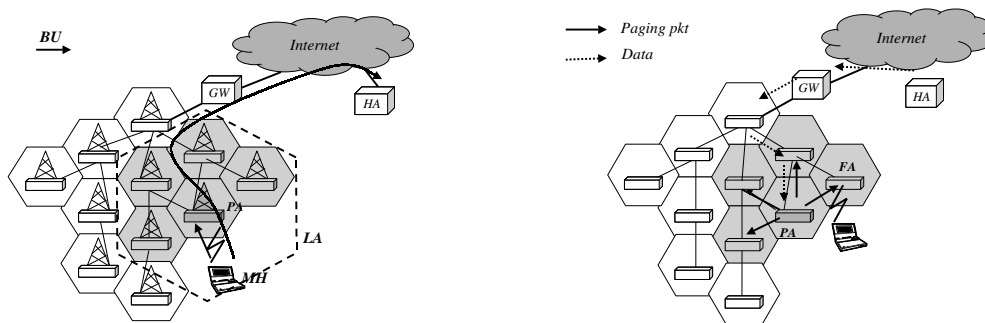 BU
Internet
GW
HA
PA
LA
MH
Paging pkt
Data
Internet
GW
HA
FA
PA